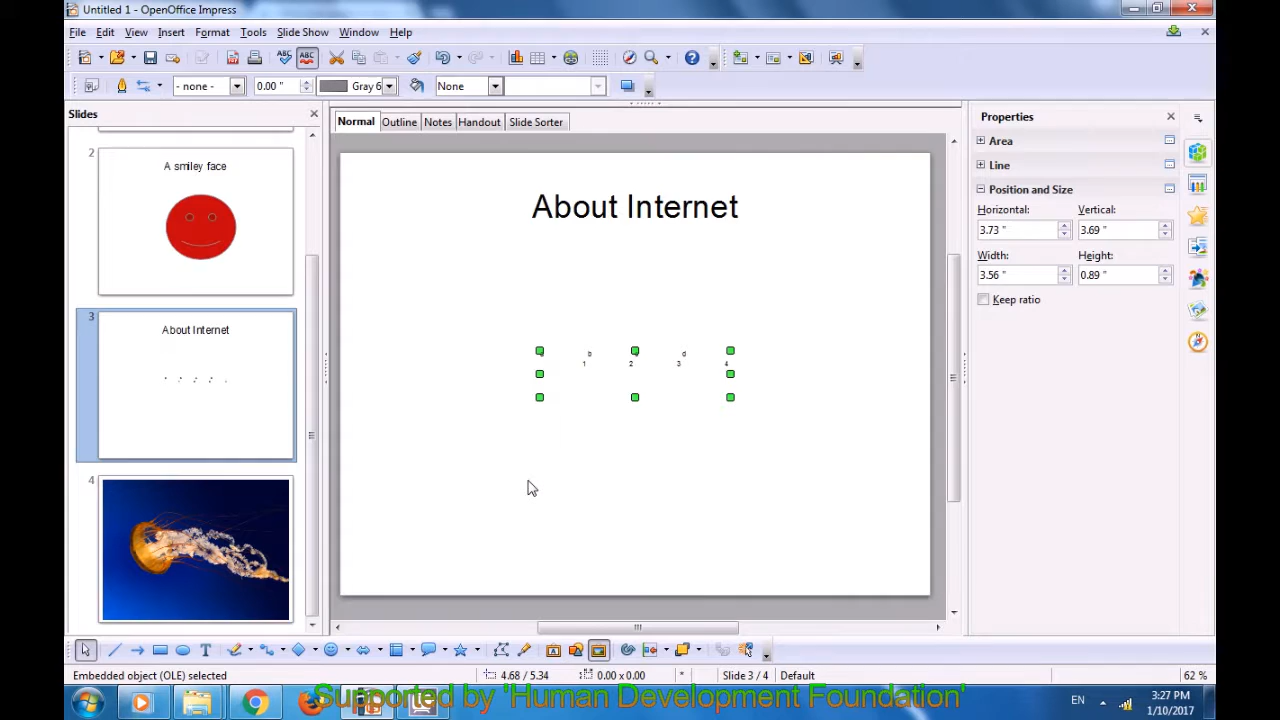 Untitled 1 - OpenOffice Impress
File Edit View Insert Format Tools Slide Show Window Help
- none - 0.00 " Gray 6 None
Slides
Normal Outline Notes Handout Slide Sorter
Properties
Area
Line
Position and Size
Horizontal: Vertical:
3.73 " 3.69 "
Width: Height:
3.56 " 0.89 "
Keep ratio
2
A smiley face
3
About Internet
4
About Internet
b d
1 2 3 4
Embedded object (OLE) selected 4.68 / 5.34 0.00 x 0.00 * Slide 3 / 4 Default 62 %
EN 3:27 PM
1/10/2017
Supported by 'Human Development Foundation'